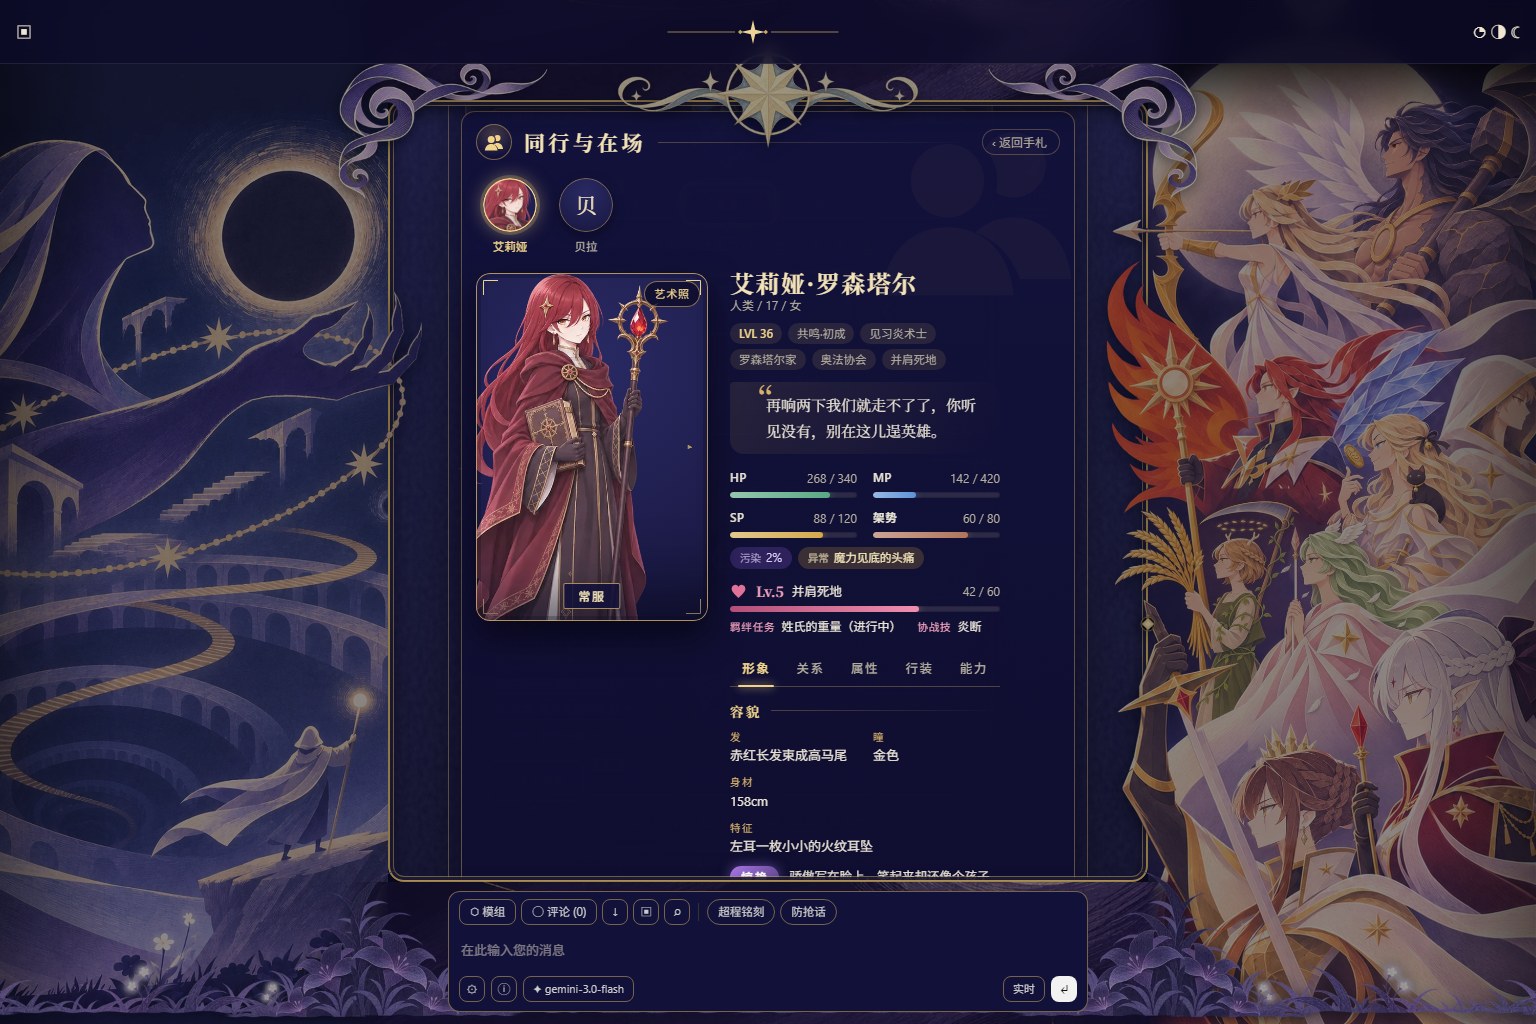 同行与在场
‹ 返回手札
贝
艾莉娅
贝拉
艺术照
常服
艾莉娅·罗森塔尔
人类 / 17 / 女
LVL 36
共鸣·初成
见习炎术士
罗森塔尔家
奥法协会
并肩死地
“再响两下我们就走不了了，你听
见没有，别在这儿逞英雄。
HP 268 / 340
MP 142 / 420
SP 88 / 120
架势 60 / 80
污染 2%
异常 魔力见底的头痛
Lv.5 并肩死地 42 / 60
羁绊任务 姓氏的重量（进行中） 协战技 炎断
形象
关系
属性
行装
能力
容貌
发
赤红长发束成高马尾
瞳
金色
身材
158cm
特征
左耳一枚小小的火纹耳坠
模组
评论 (0)
超程铭刻
防抢话
在此输入您的消息
gemini-3.0-flash
实时